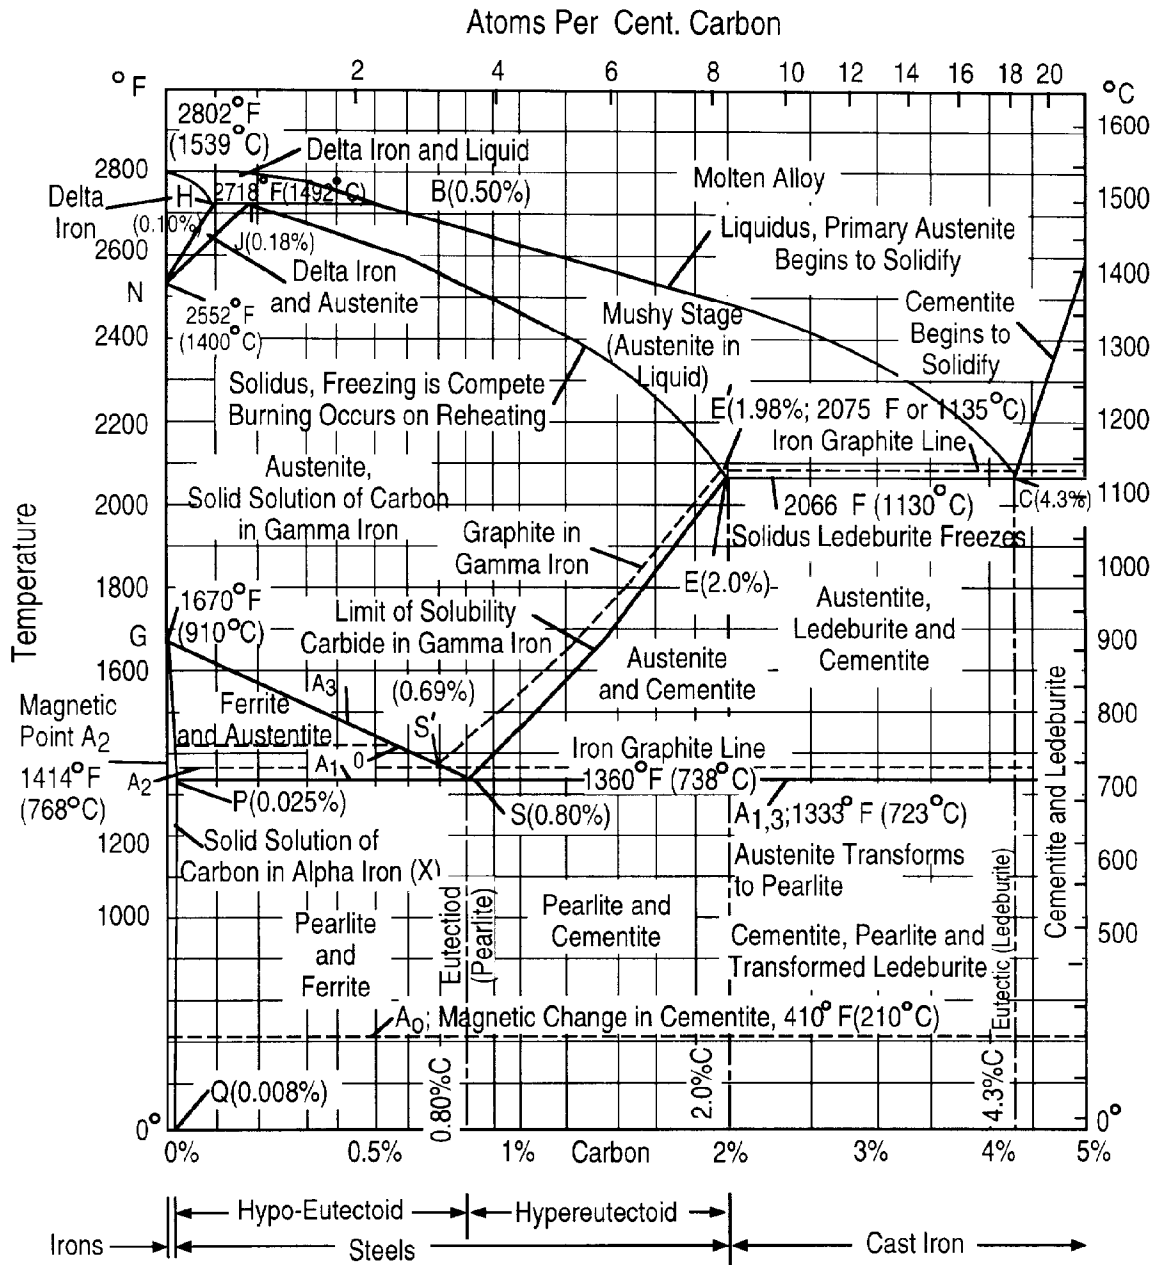 Atoms Per Cent. Carbon
°F
2 4 6 8 10 12 14 16 18 20
°C
2802°F
(1539°C)
1600
Delta Iron and Liquid
2800
Molten Alloy
Delta
Iron
H
2718°F(1492°C)
B(0.50%)
1500
(0.10%)
J(0.18%)
Liquidus, Primary Austenite
Begins to Solidify
2600
Delta Iron
and Austenite
1400
N
2552°F
(1400°C)
Mushy Stage
(Austenite in
Liquid)
Cementite
Begins to
Solidify
2400
1300
Solidus, Freezing is Compete
Burning Occurs on Reheating
2200
E(1.98%; 2075 F or 1135°C)
1200
Iron Graphite Line
Austenite,
Solid Solution of Carbon
in Gamma Iron
2000
2066 F (1130°C)
Solidus Ledeburite Freezes
C(4.3%)
1100
Temperature
Graphite in
Gamma Iron
1000
E(2.0%)
1800
1670°F
(910°C)
G
Limit of Solubility
Carbide in Gamma Iron
Austentite,
Ledeburite and
Cementite
900
1600
Austenite
and Cementite
A3
(0.69%)
S'
Ferrite
and Austentite
Magnetic
Point A2
1414°F
(768°C)
800
A1
0
Iron Graphite Line
1360°F (738°C)
A2
700
P(0.025%)
S(0.80%)
A1,3;1333°F (723°C)
1200
Solid Solution of
Carbon in Alpha Iron (X)
Austenite Transforms
to Pearlite
600
Cementite and Ledeburite
1000
Pearlite
and
Ferrite
Eutectiod
(Pearlite)
Pearlite and
Cementite
Cementite, Pearlite and
Transformed Ledeburite
Eutectic (Ledeburite)
500
A0; Magnetic Change in Cementite, 410°F(210°C)
0.80%C
2.0%C
4.3%C
Q(0.008%)
0°
0°
0% 0.5% 1% Carbon 2% 3% 4% 5%
Hypo-Eutectoid
Hypereutectoid
Irons
Steels
Cast Iron